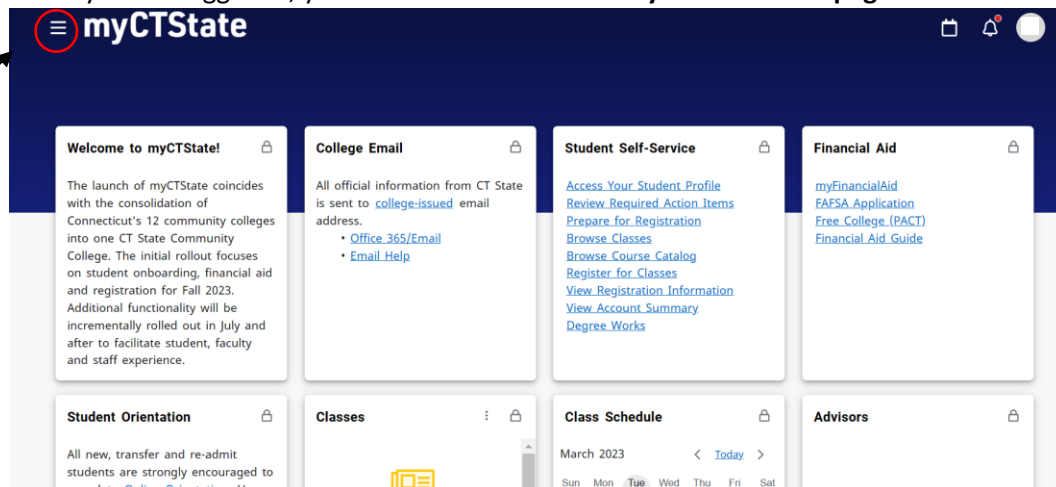 myCTState
Welcome to myCTState!
The launch of myCTState coincides
with the consolidation of
Connecticut's 12 community colleges
into one CT State Community
College. The initial rollout focuses
on student onboarding, financial aid
and registration for Fall 2023.
Additional functionality will be
incrementally rolled out in July and
after to facilitate student, faculty
and staff experience.
College Email
All official information from CT State
is sent to college-issued email
address.
• Office 365/Email
• Email Help
Student Self-Service
Access Your Student Profile
Review Required Action Items
Prepare for Registration
Browse Classes
Browse Course Catalog
Register for Classes
View Registration Information
View Account Summary
Degree Works
Financial Aid
myFinancialAid
FAFSA Application
Free College (PACT)
Financial Aid Guide
Student Orientation
All new, transfer and re-admit
students are strongly encouraged to
Classes
Class Schedule
March 2023 < Today >
Sun Mon Tue Wed Thu Fri Sat
Advisors